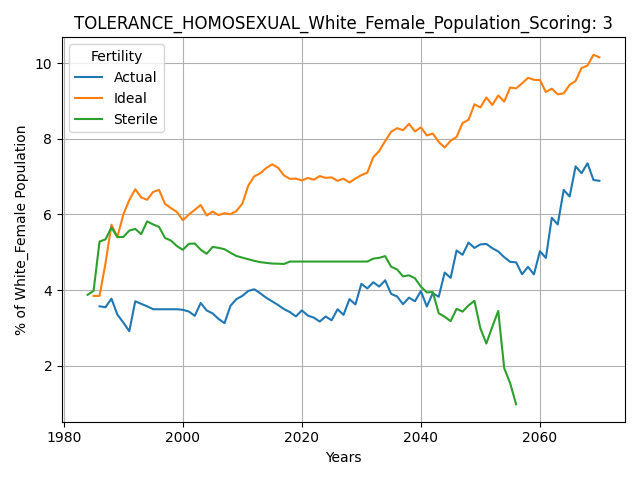 TOLERANCE_HOMOSEXUAL_White_Female_Population_Scoring: 3
Fertility
Actual
Ideal
Sterile
% of White_Female Population
10
8
6
4
2
1980
2000
2020
2040
2060
Years